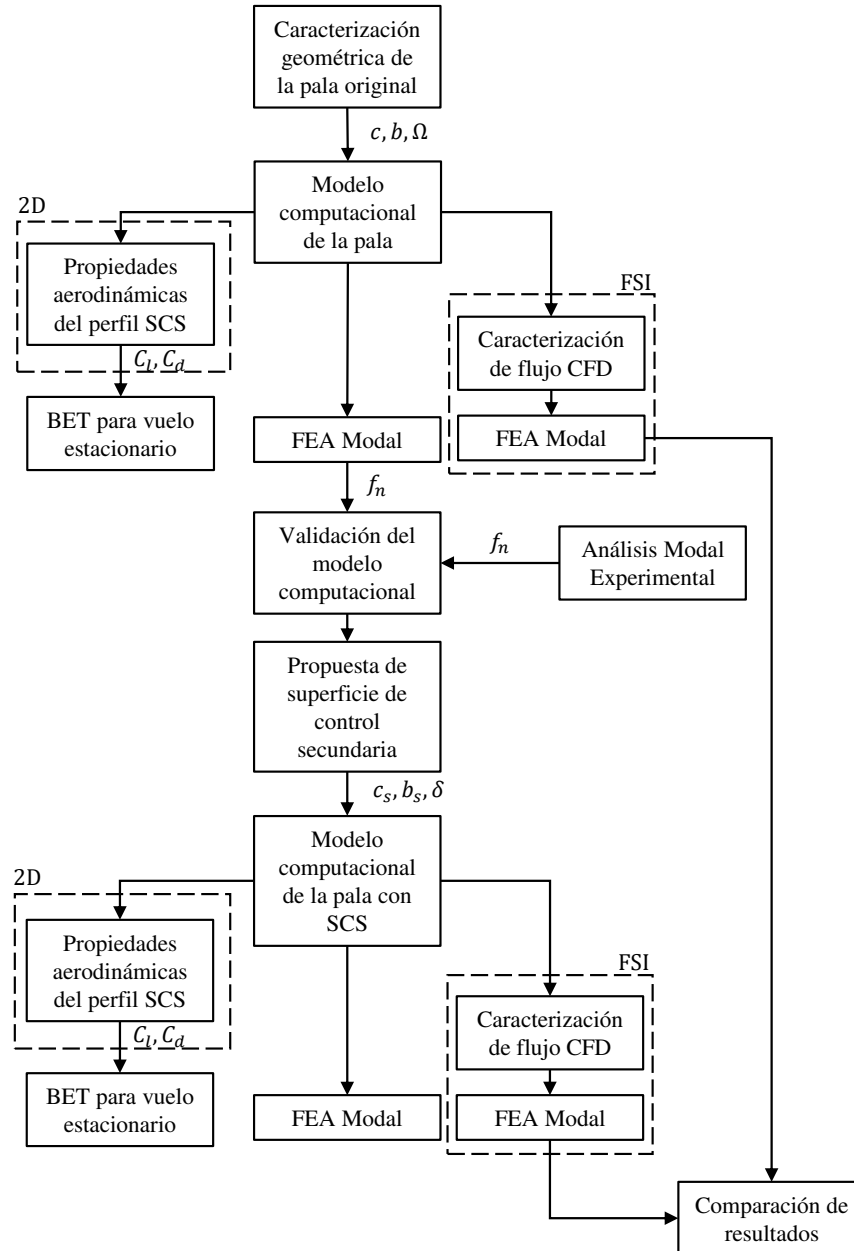 Caracterización
geométrica de
la pala original
c, b, Ω
Modelo
computacional
de la pala
2D
Propiedades
aerodinámicas
del perfil SCS
C_l, C_d
BET para vuelo
estacionario
FSI
Caracterización
de flujo CFD
FEA Modal
FEA Modal
f_n
Validación del
modelo
computacional
f_n
Análisis Modal
Experimental
Propuesta de
superficie de
control
secundaria
c_s, b_s, δ
Modelo
computacional
de la pala con
SCS
2D
Propiedades
aerodinámicas
del perfil SCS
C_l, C_d
BET para vuelo
estacionario
FSI
Caracterización
de flujo CFD
FEA Modal
FEA Modal
Comparación de
resultados